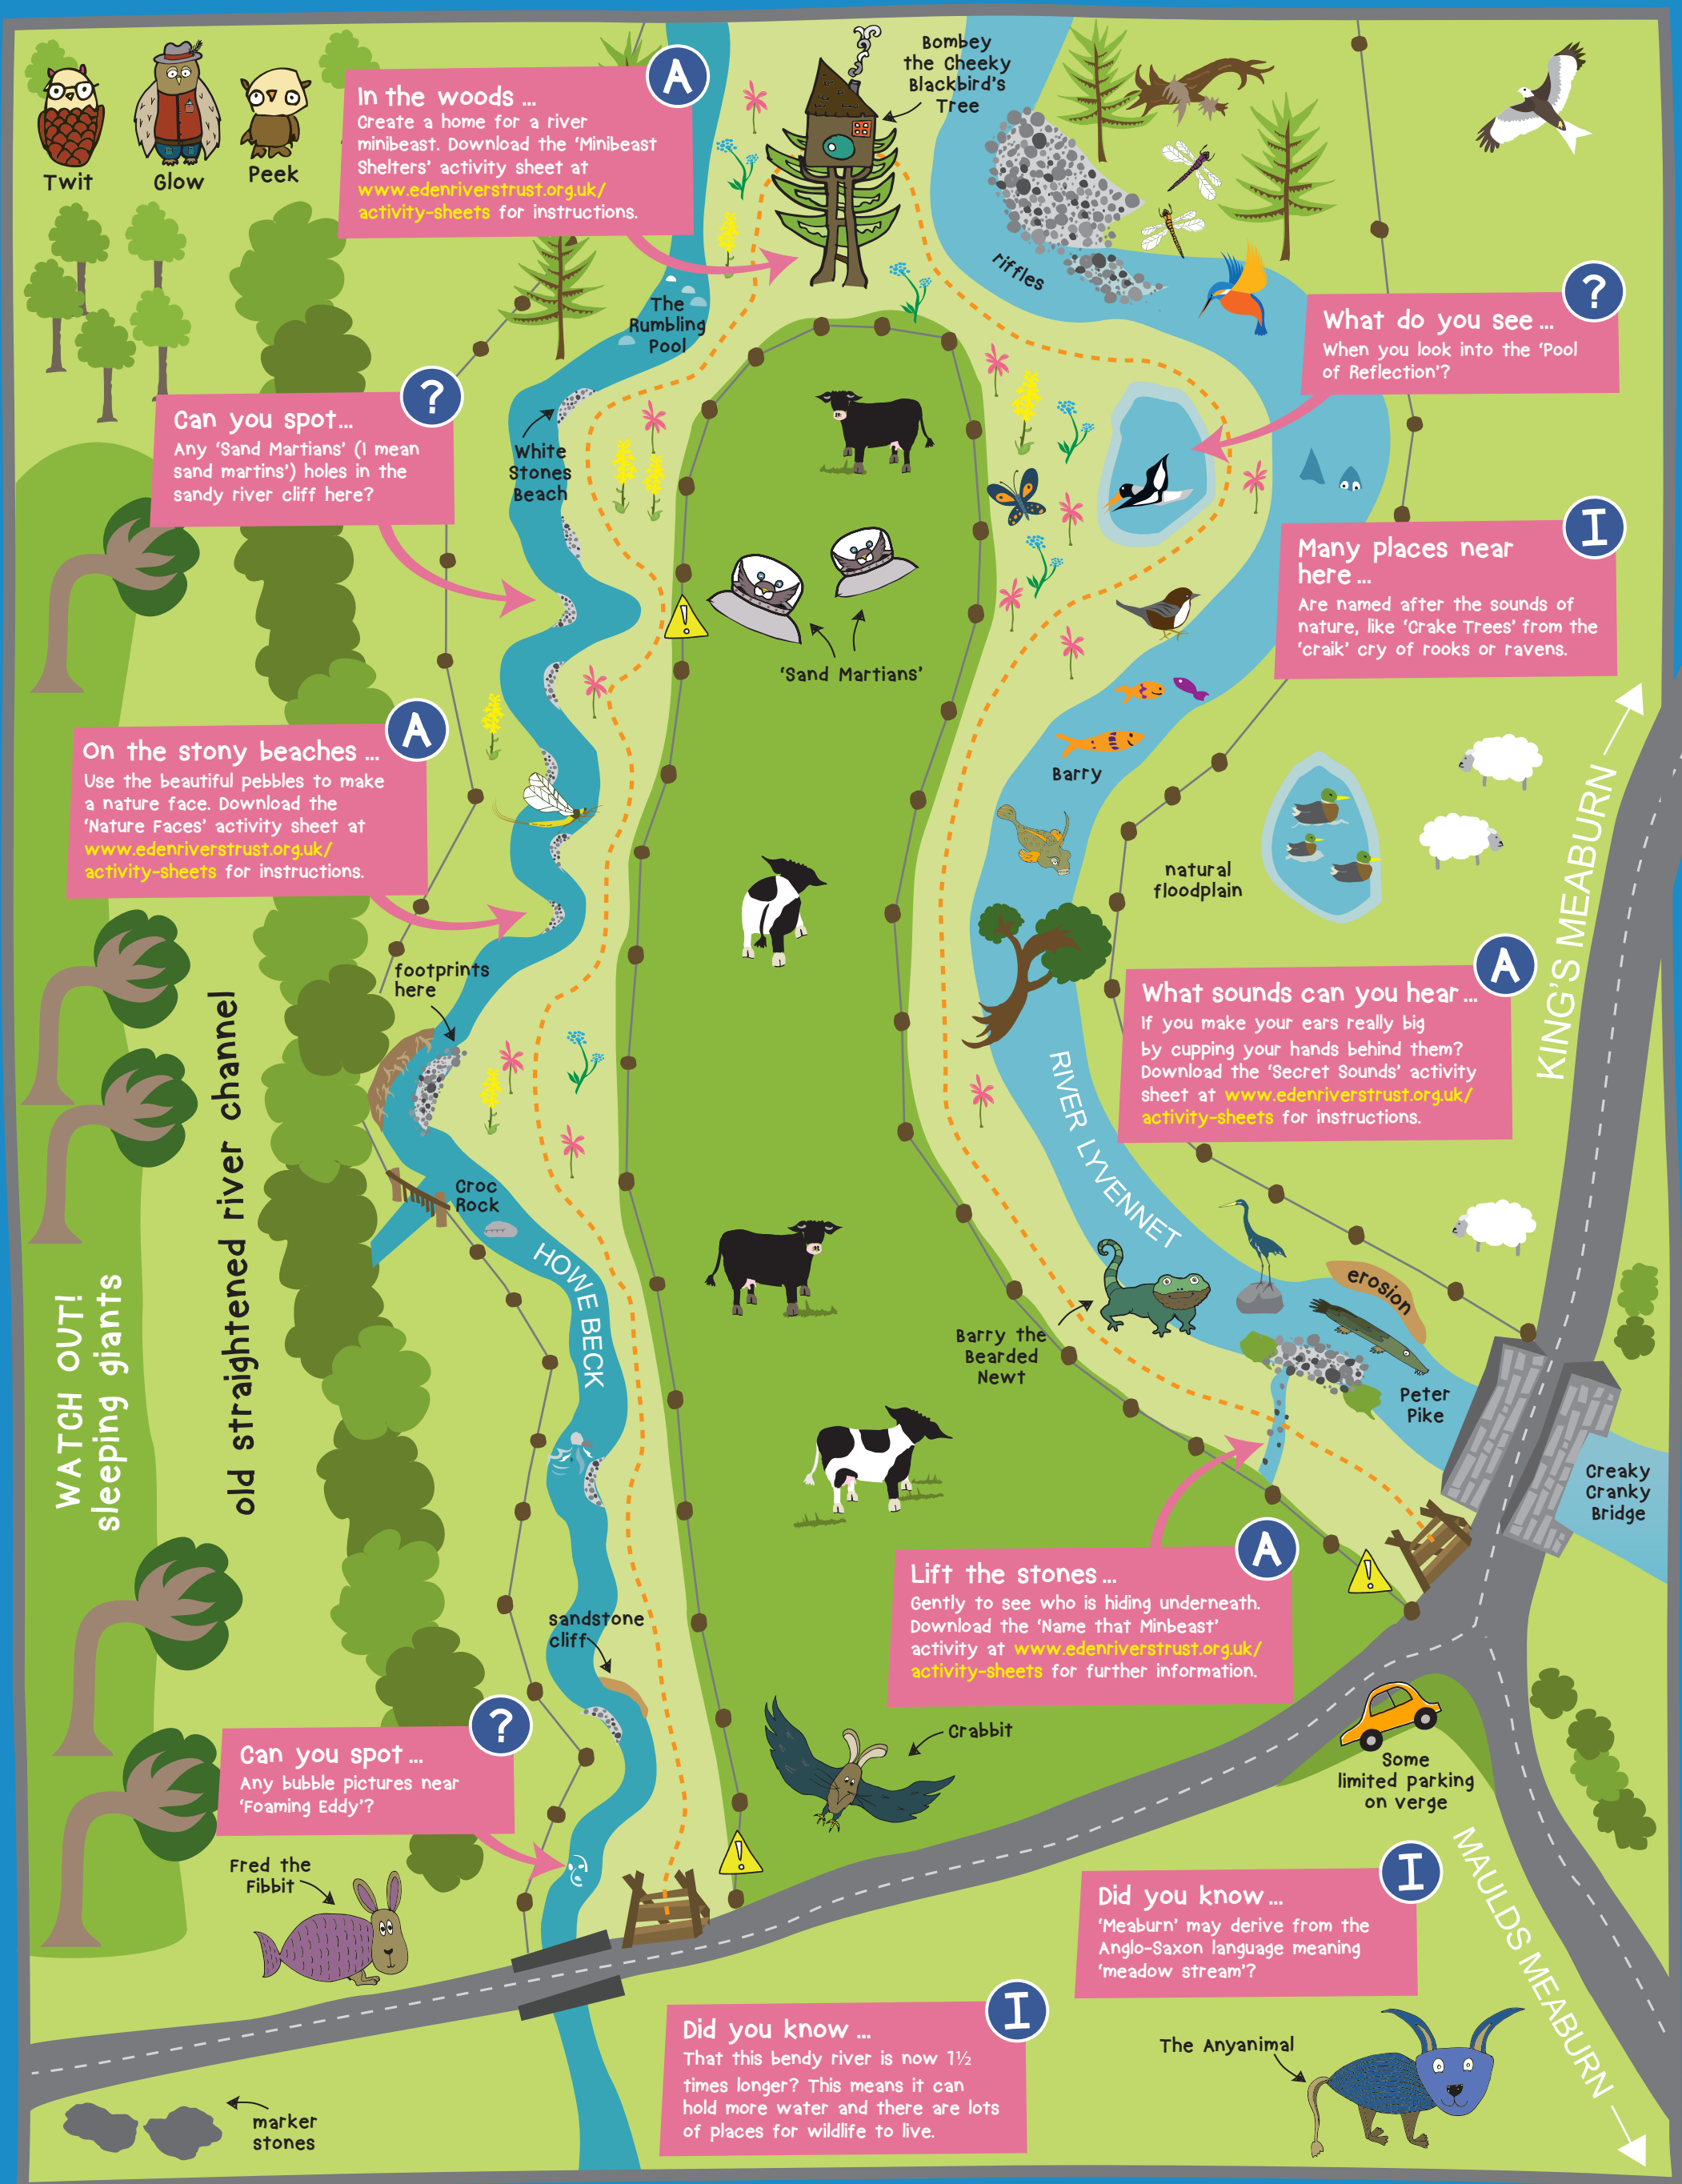 Twit
Glow
Peek
In the woods ...
Create a home for a river
minibeast. Download the 'Minibeast
Shelters' activity sheet at
www.edenriverstrust.org.uk/
activity-sheets for instructions.
A
Bombey
the Cheeky
Blackbird's
Tree
riffles
The
Rumbling
Pool
?
What do you see ...
When you look into the 'Pool
of Reflection'?
?
Can you spot...
Any 'Sand Martians' (I mean
sand martins') holes in the
sandy river cliff here?
White
Stones
Beach
I
Many places near
here ...
Are named after the sounds of
nature, like 'Crake Trees' from the
'craik' cry of rooks or ravens.
!
'Sand Martians'
A
On the stony beaches ...
Use the beautiful pebbles to make
a nature face. Download the
'Nature Faces' activity sheet at
www.edenriverstrust.org.uk/
activity-sheets for instructions.
Barry
natural
floodplain
KING'S MEABURN
footprints
here
A
What sounds can you hear ...
If you make your ears really big
by cupping your hands behind them?
Download the 'Secret Sounds' activity
sheet at www.edenriverstrust.org.uk/
activity-sheets for instructions.
old straightened river channel
RIVER LYVENNET
Croc
Rock
HOWE BECK
WATCH OUT!
sleeping giants
erosion
Barry the
Bearded
Newt
Peter
Pike
Creaky
Cranky
Bridge
A
Lift the stones ...
Gently to see who is hiding underneath.
Download the 'Name that Minbeast'
activity at www.edenriverstrust.org.uk/
activity-sheets for further information.
!
sandstone
cliff
?
Can you spot ...
Any bubble pictures near
'Foaming Eddy'?
Crabbit
Some
limited parking
on verge
!
Fred the
Fibbit
I
Did you know ...
'Meaburn' may derive from the
Anglo-Saxon language meaning
'meadow stream'?
MAULDS MEABURN
I
Did you know ...
That this bendy river is now 1½
times longer? This means it can
hold more water and there are lots
of places for wildlife to live.
The Anyanimal
marker
stones